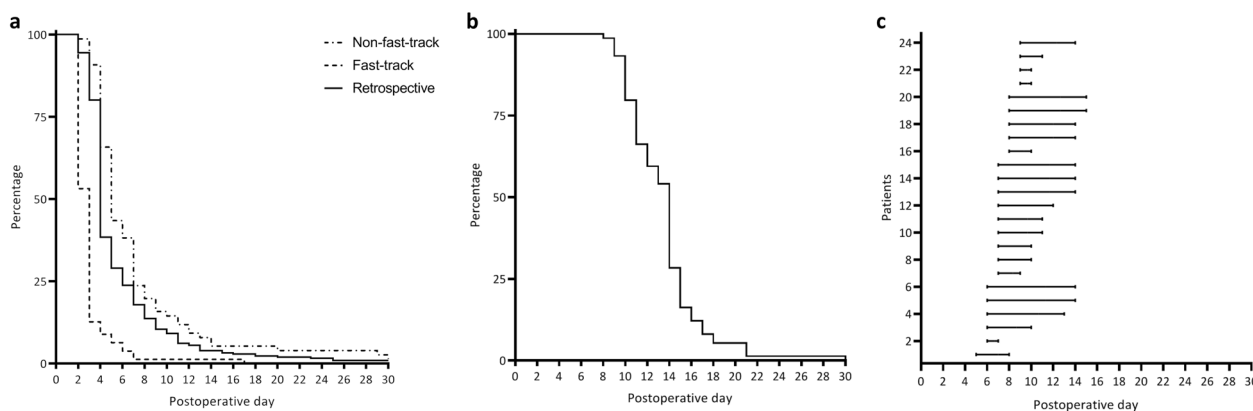 a
Non-fast-track
Fast-track
Retrospective
Percentage
100
75
50
25
0
0 2 4 6 8 10 12 14 16 18 20 22 24 26 28 30
Postoperative day
b
Percentage
100
75
50
25
0
0 2 4 6 8 10 12 14 16 18 20 22 24 26 28 30
Postoperative day
c
Patients
24
22
20
18
16
14
12
10
8
6
4
2
0 2 4 6 8 10 12 14 16 18 20 22 24 26 28 30
Postoperative day